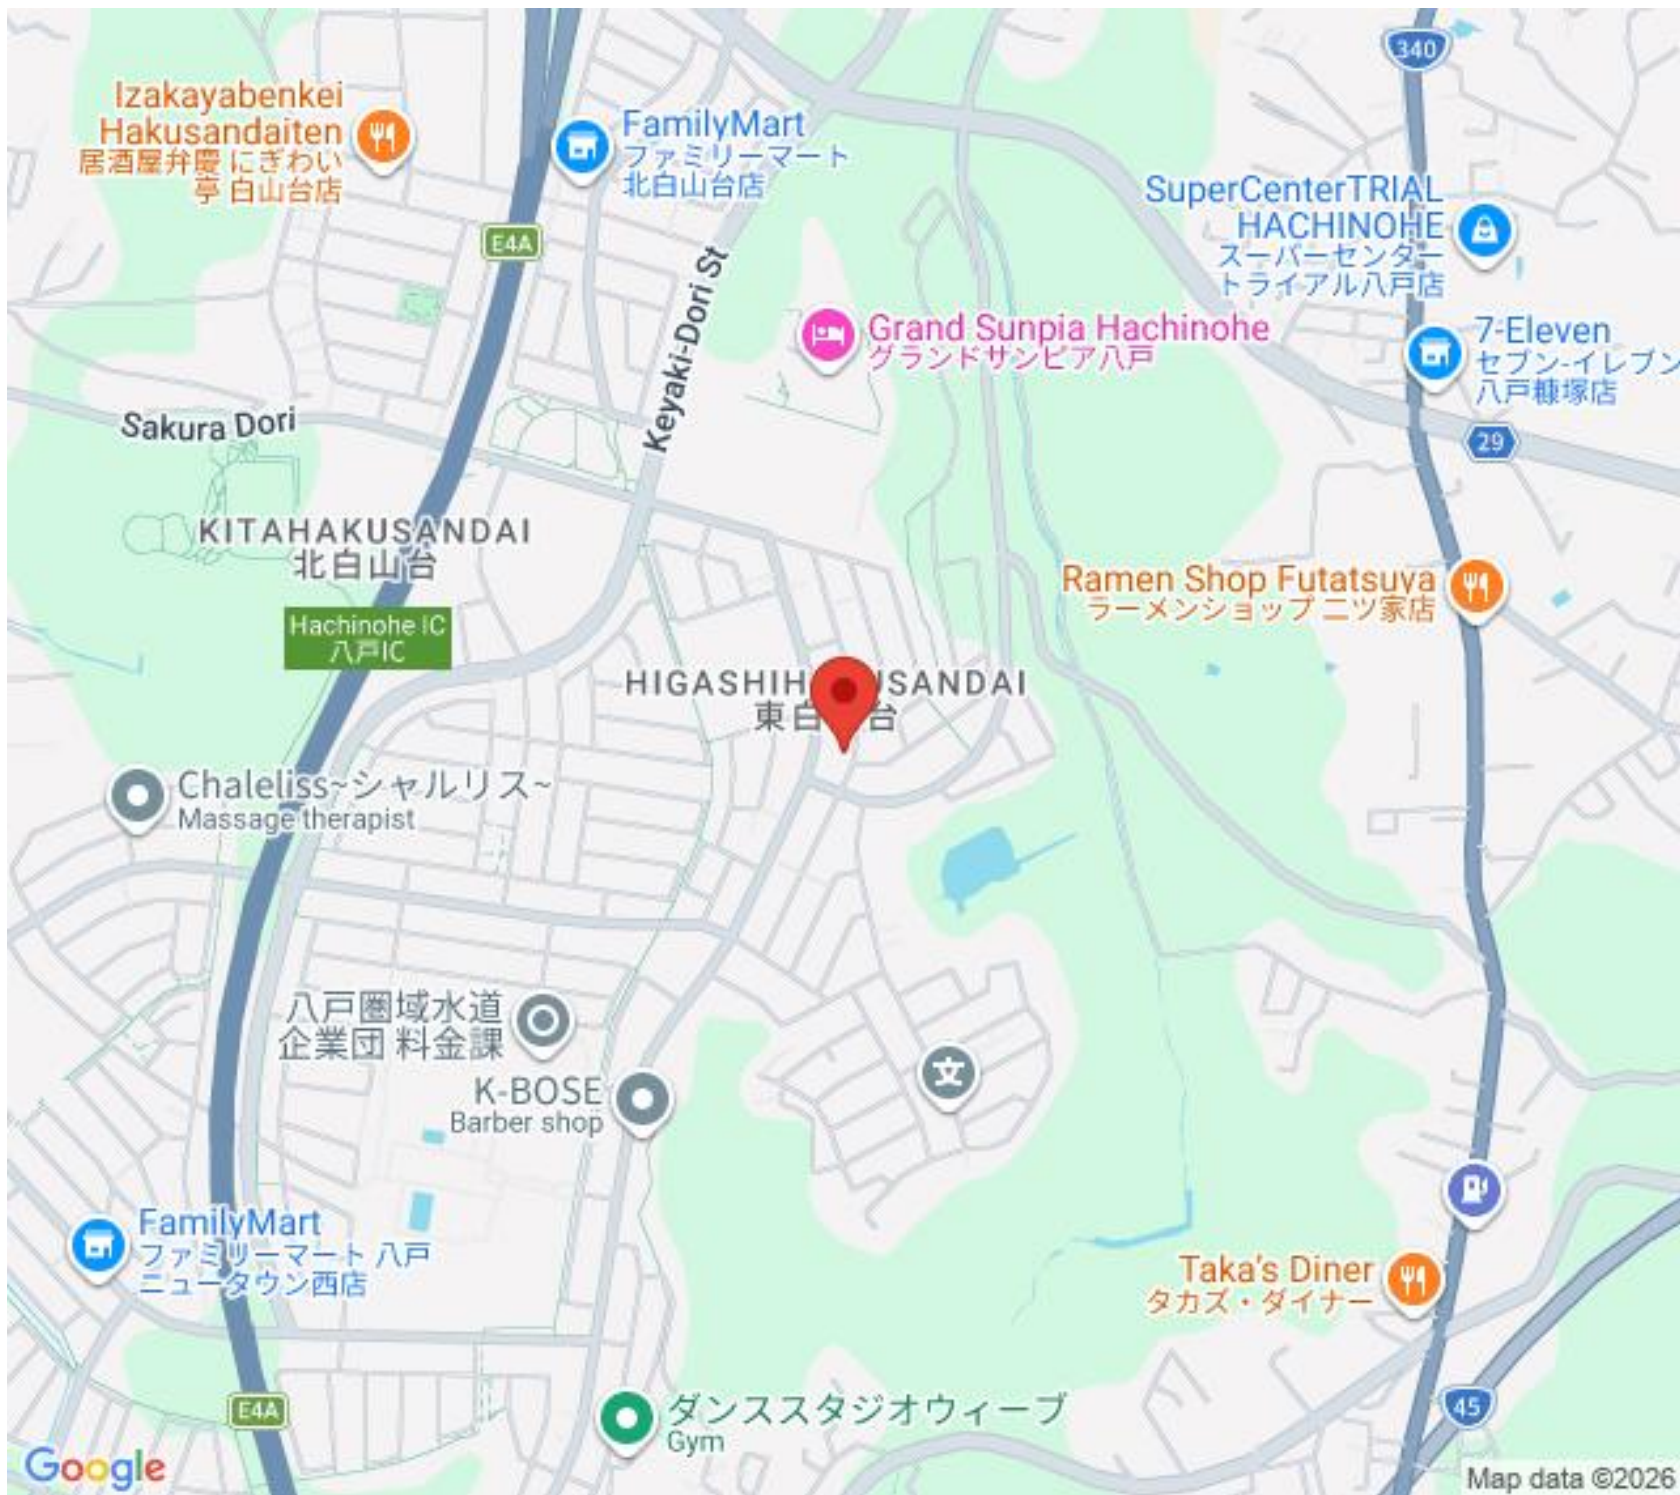 340
Izakayabenkei
Hakusandaiten
居酒屋弁慶 にぎわい
亭 白山台店
FamilyMart
ファミリーマート
北白山台店
SuperCenterTRIAL
HACHINOHE
スーパーセンター
トライアル八戸店
E4A
Keyaki-Dori St
Grand Sunpia Hachinohe
グランドサンピア八戸
7-Eleven
セブン-イレブン
八戸糠塚店
Sakura Dori
29
KITAHAKUSANDAI
北白山台
Ramen Shop Futatsuya
ラーメンショップ 二ツ家店
Hachinohe IC
八戸IC
HIGASHIH USANDAI
東白 台
Chaleliss~シャルリス~
Massage therapist
八戸圏域水道
企業団 料金課
文
K-BOSE
Barber shop
FamilyMart
ファミリーマート 八戸
ニュータウン西店
Taka's Diner
タカズ・ダイナー
E4A
ダンススタジオウィーブ
Gym
45
Google
Map data ©2026